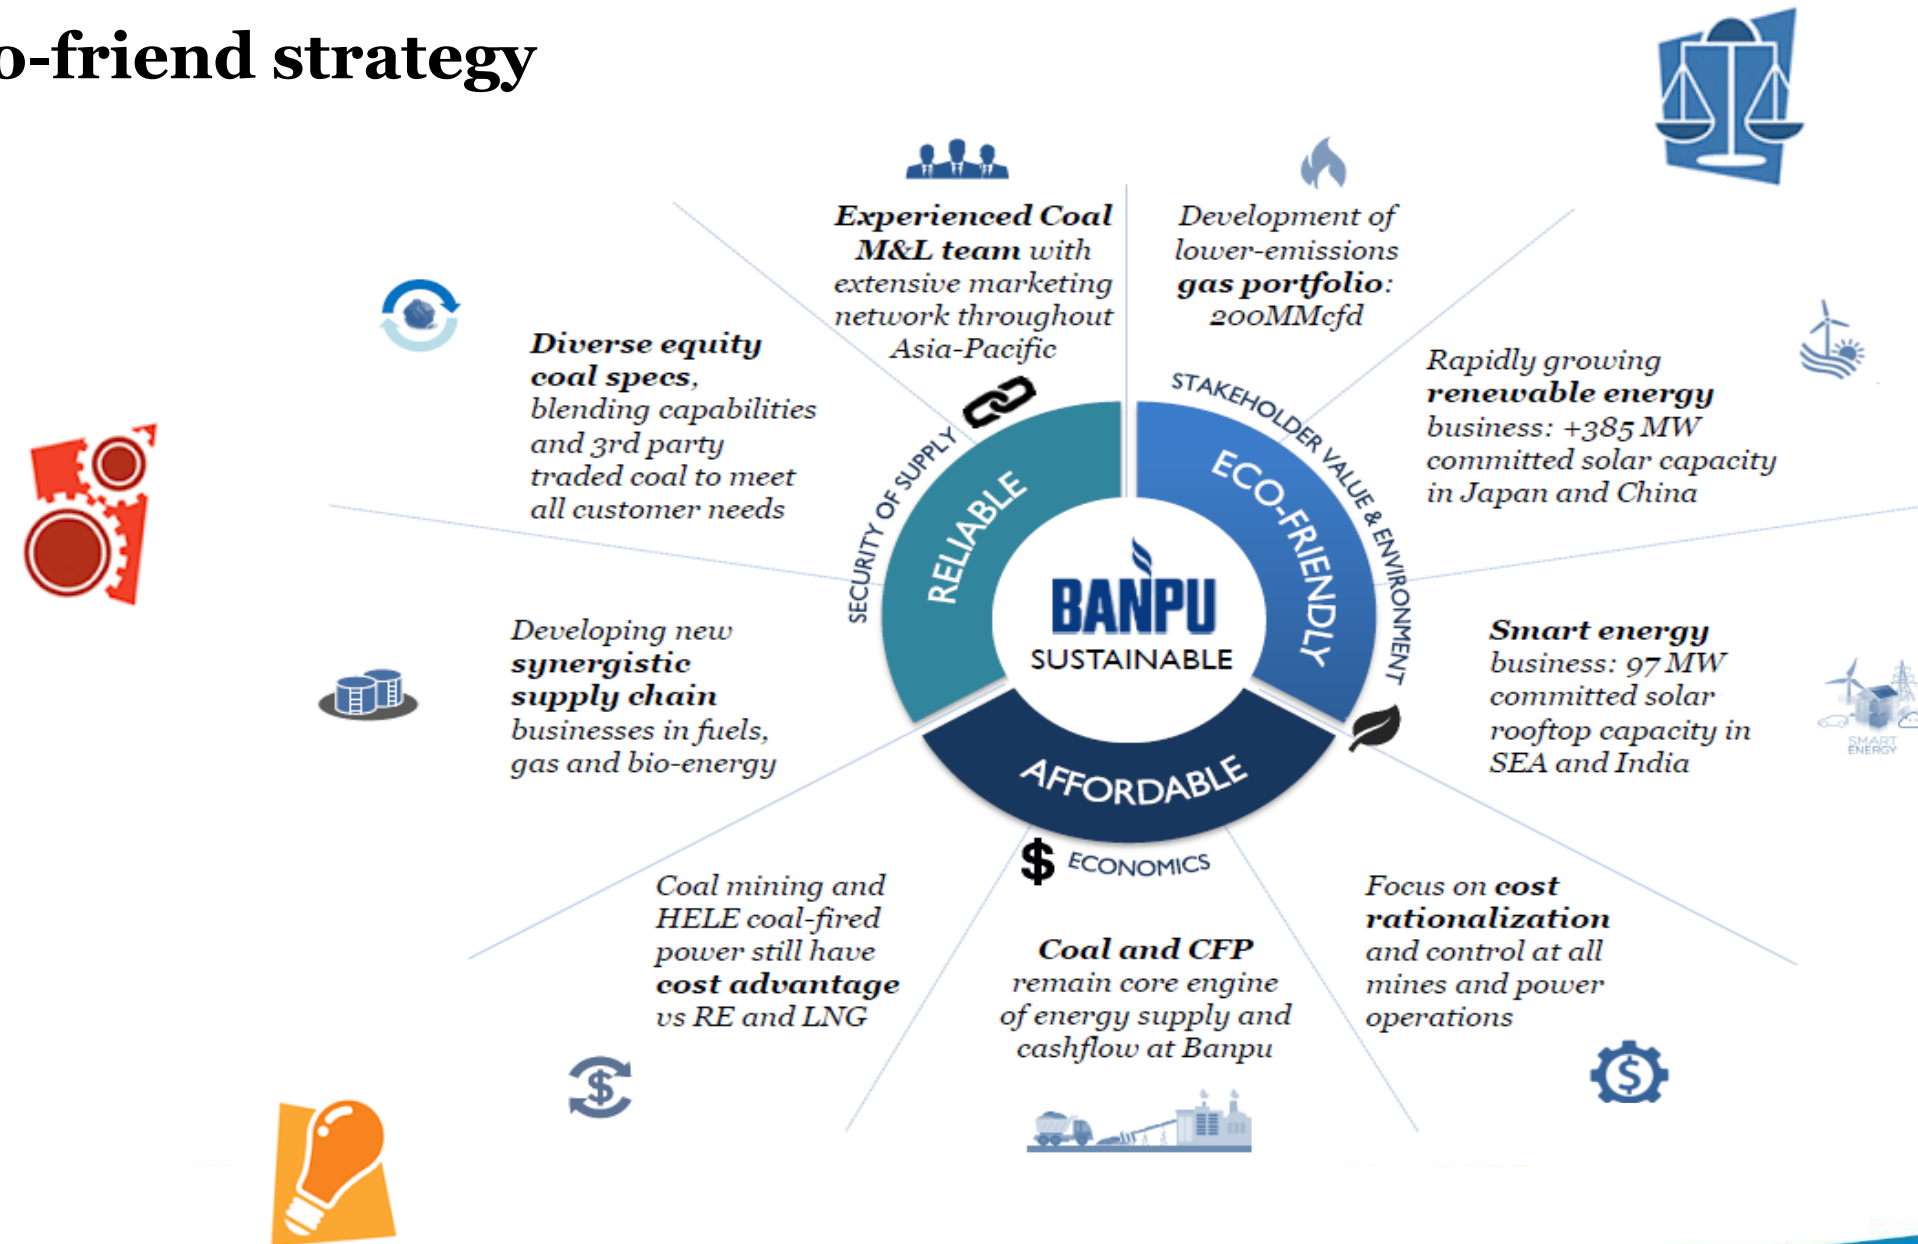 o-friend strategy
Experienced Coal
M&L team with
extensive marketing
network throughout
Asia-Pacific
Development of
lower-emissions
gas portfolio:
200MMcfd
Diverse equity
coal specs,
blending capabilities
and 3rd party
traded coal to meet
all customer needs
Rapidly growing
renewable energy
business: +385 MW
committed solar capacity
in Japan and China
SECURITY OF SUPPLY
RELIABLE
STAKEHOLDER VALUE & ENVIRONMENT
ECO-FRIENDLY
BANPU
SUSTAINABLE
Developing new
synergistic
supply chain
businesses in fuels,
gas and bio-energy
Smart energy
business: 97 MW
committed solar
rooftop capacity in
SEA and India
SMART
ENERGY
AFFORDABLE
$ ECONOMICS
Coal mining and
HELE coal-fired
power still have
cost advantage
vs RE and LNG
$
Coal and CFP
remain core engine
of energy supply and
cashflow at Banpu
Focus on cost
rationalization
and control at all
mines and power
operations
$